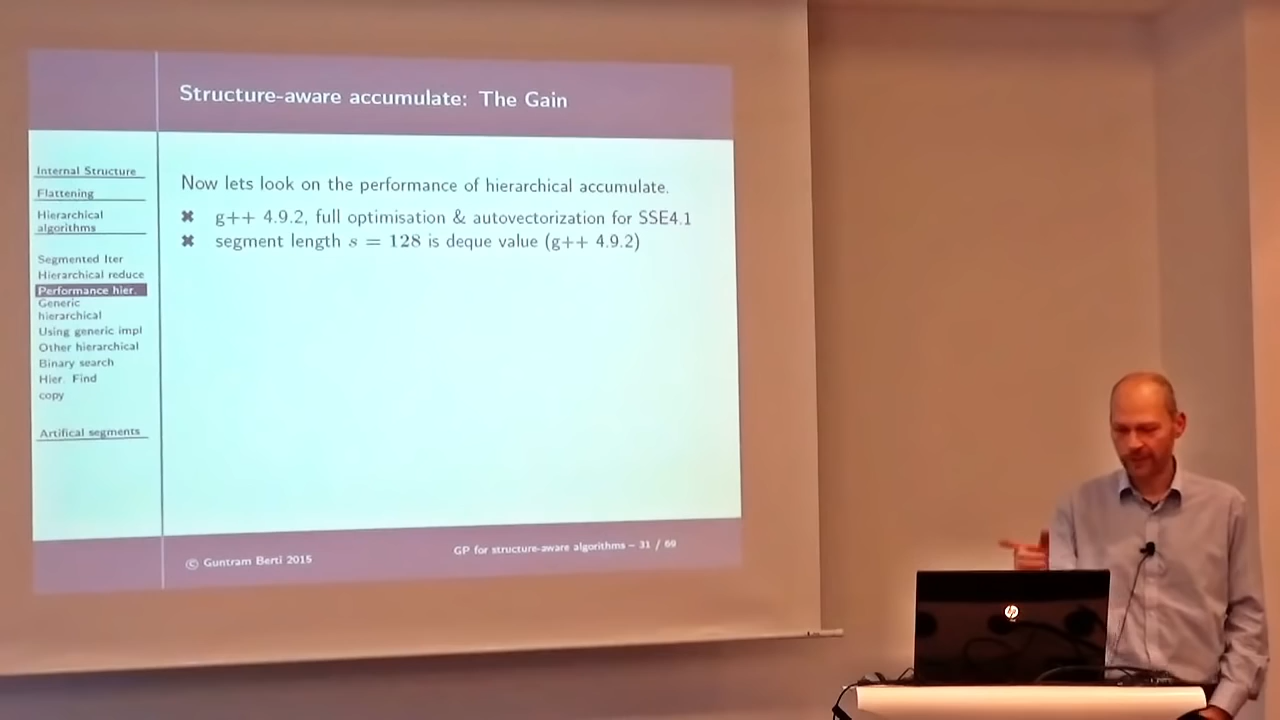 Structure-aware accumulate: The Gain
Internal Structure
Flattening
Hierarchical
algorithms
Segmented Iter
Hierarchical reduce
Performance hier.
Generic
hierarchical
Using generic impl
Other hierarchical
Binary search
Hier. Find
copy
Artifical segments
Now lets look on the performance of hierarchical accumulate.
✖ g++ 4.9.2, full optimisation & autovectorization for SSE4.1
✖ segment length s = 128 is deque value (g++ 4.9.2)
© Guntram Berti 2015
GP for structure-aware algorithms – 31 / 69
hp